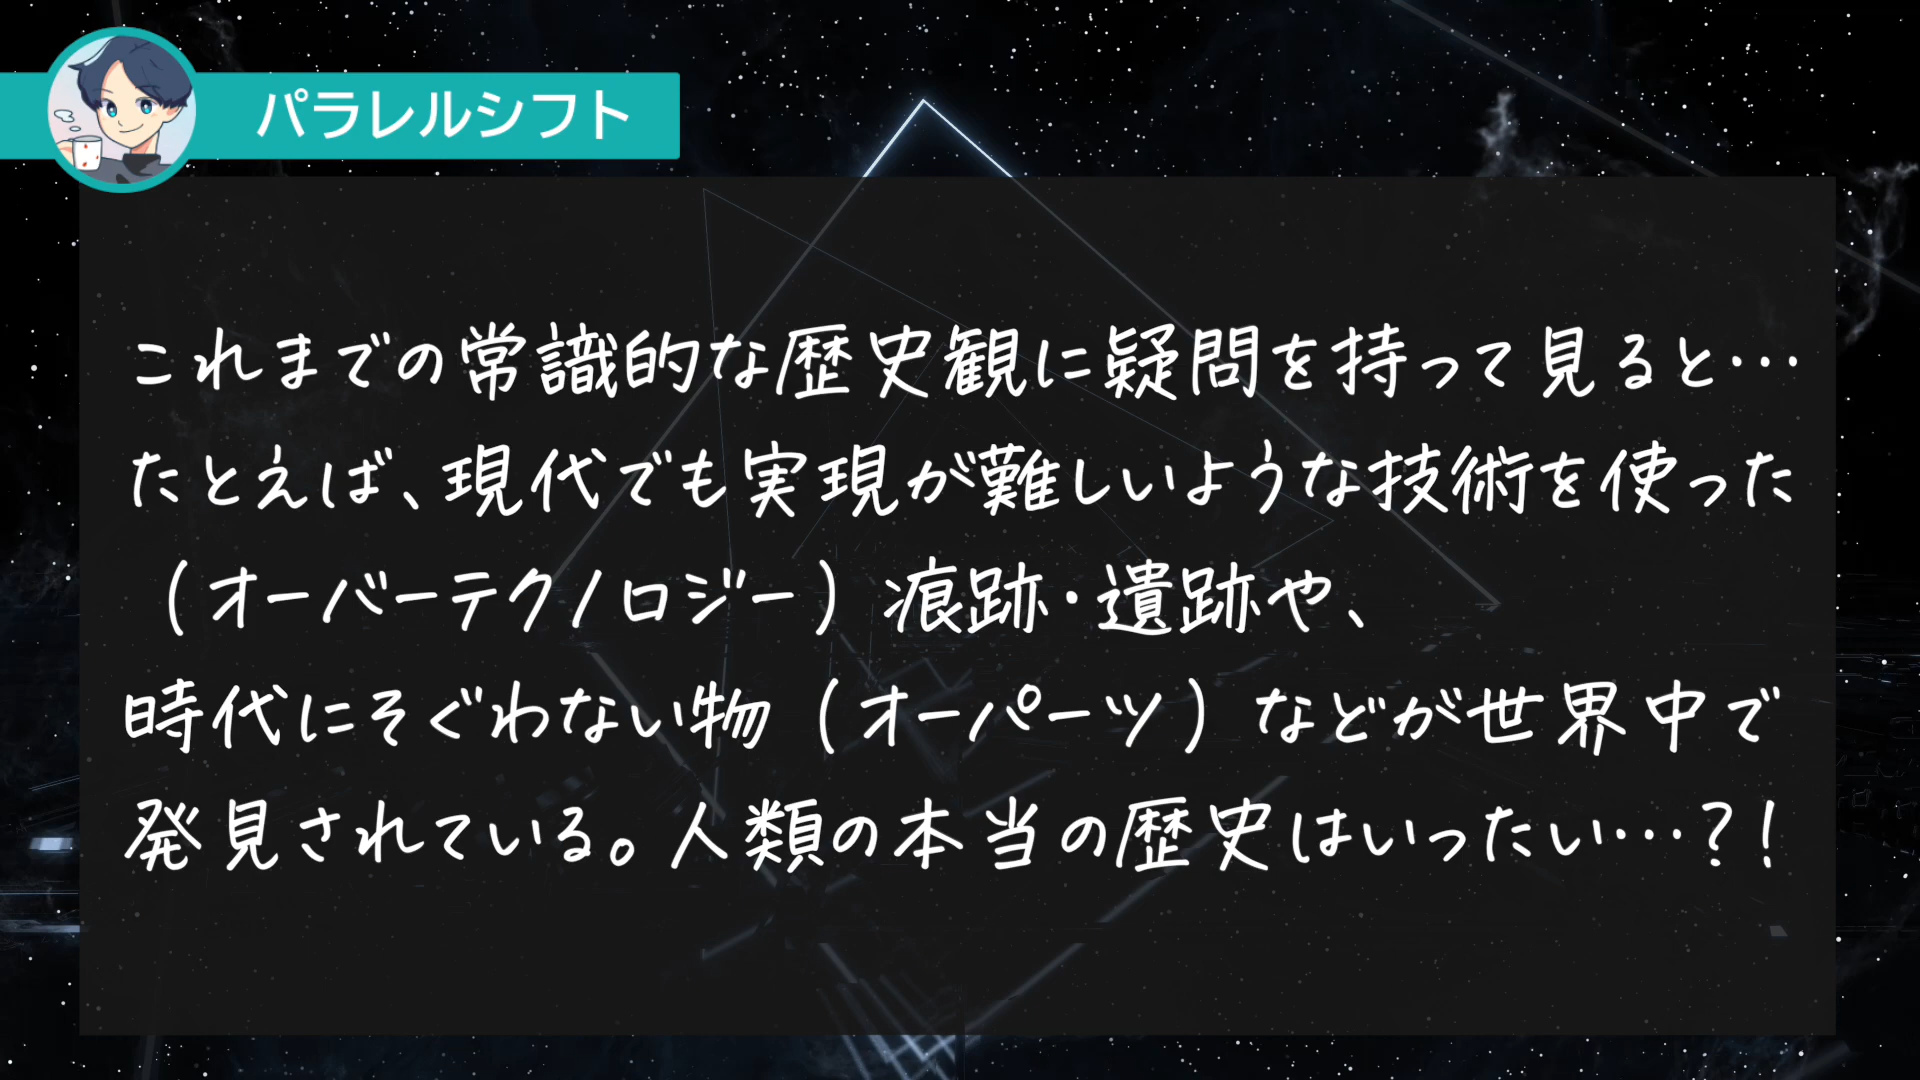 パラレルシフト
これまでの常識的な歴史観に疑問を持って見ると…
たとえば、現代でも実現が難しいような技術を使った
（オーバーテクノロジー）痕跡・遺跡や、
時代にそぐわない物（オーパーツ）などが世界中で
発見されている。人類の本当の歴史はいったい…?!